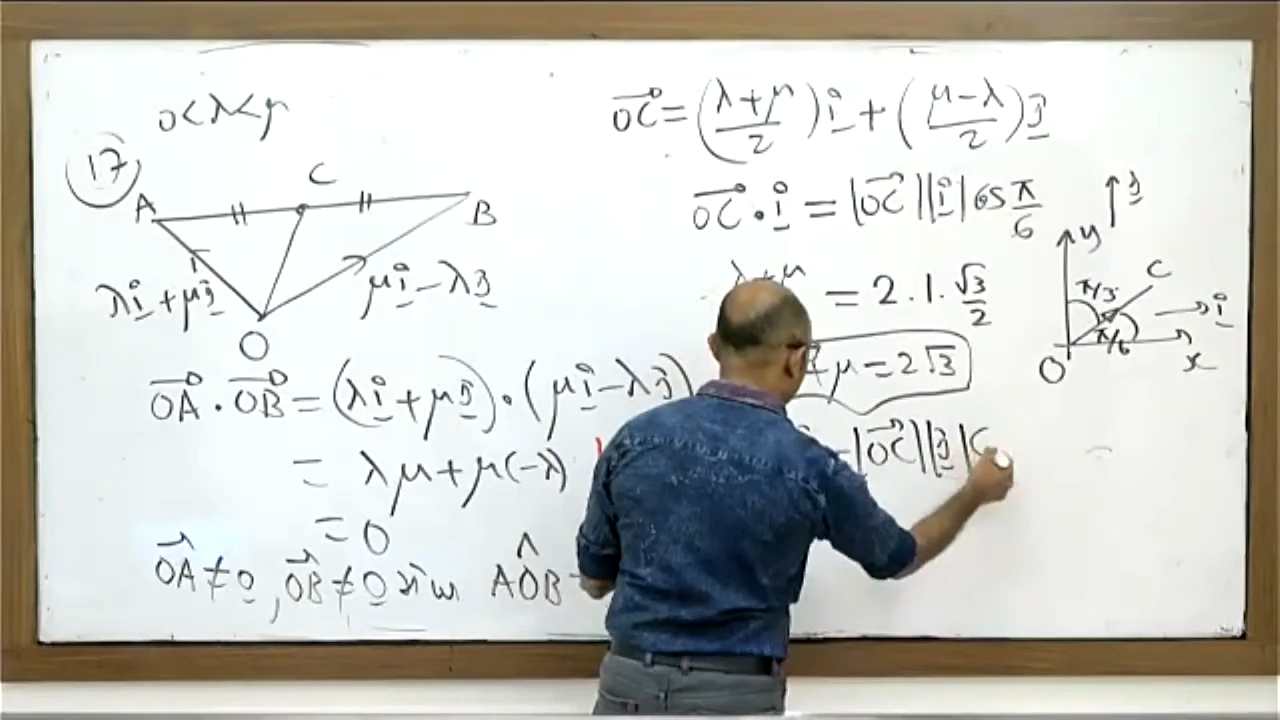 0<λ<μ
17
A C B
λi+μj
μi−λj
O
OA⃗ · OB⃗ = (λi+μj)·(μi−λj)
= λμ+μ(−λ)
= 0
OA⃗ ≠ 0, OB⃗ ≠ 0 AÔB
OC⃗ = (λ+μ/2)i + (μ−λ/2)j
OC⃗ · i = |OC⃗||i| cos π/6
λ+μ = 2.1.√3/2
μ = 2√3
|OC⃗||j|C
j
y
C
π/3
π/6
i
O
x